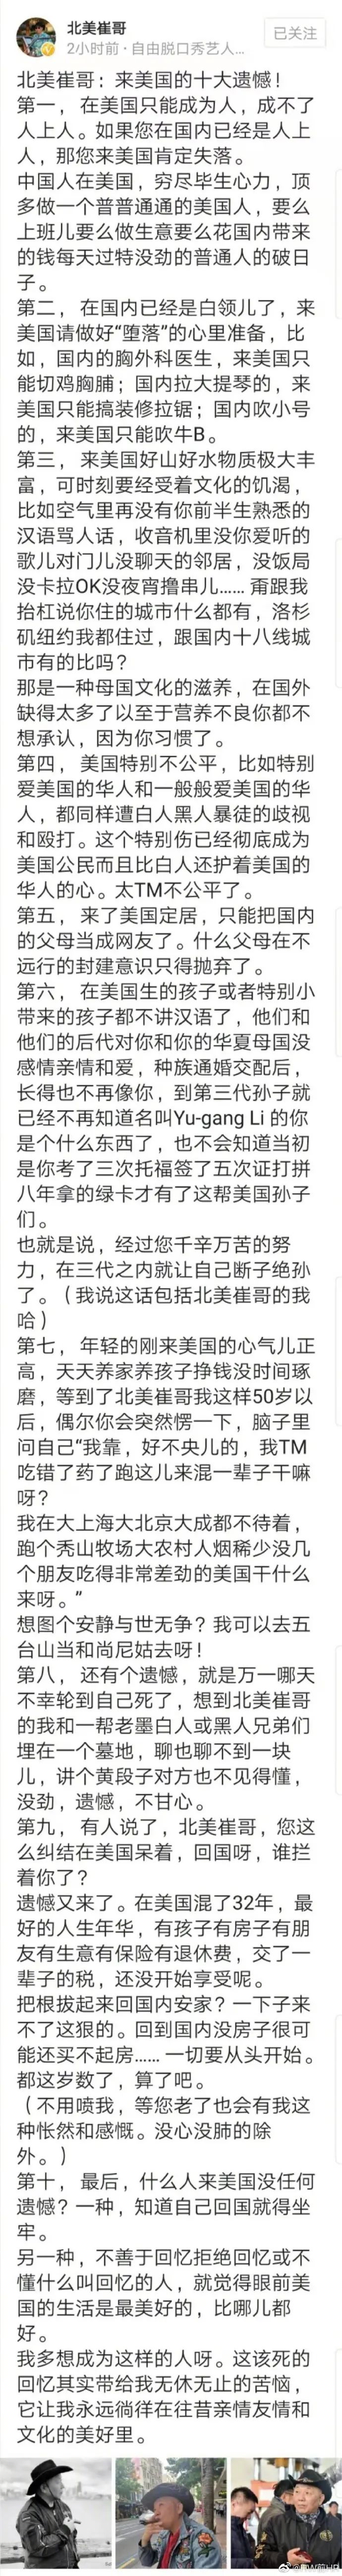 北美崔哥
2小时前·自由脱口秀艺人...
已关注
北美崔哥：来美国的十大遗憾！
第一，在美国只能成为人，成不了
人上人。如果您在国内已经是人上
人，那您来美国肯定失落。
中国人在美国，穷尽毕生心力，顶
多做一个普普通通的美国人，要么
上班儿要么做生意要么花国内带来
的钱每天过特没劲的普通人的破日
子。
第二，在国内已经是白领儿了，来
美国请做好“堕落”的心里准备，比
如，国内的胸外科医生，来美国只
能切鸡胸脯；国内拉大提琴的，来
美国只能搞装修拉锯；国内吹小号
的，来美国只能吹牛B。
第三，来美国好山好水物质极大丰
富，可时刻要经受着文化的饥渴，
比如空气里再没有你前半生熟悉的
汉语骂人话，收音机里没你爱听的
歌儿对门儿没聊天的邻居，没饭局
没卡拉OK没夜宵撸串儿...... 甭跟我
抬杠说你住的城市什么都有，洛杉
矶纽约我都住过，跟国内十八线城
市有的比吗？
那是一种母国文化的滋养，在国外
缺得太多了以至于营养不良你都不
想承认，因为你习惯了。
第四，美国特别不公平，比如特别
爱美国的华人和一般般爱美国的华
人，都同样遭白人黑人暴徒的歧视
和殴打。这个特别伤已经彻底成为
美国公民而且比白人还护着美国的
华人的心。太TM不公平了。
第五，来了美国定居，只能把国内
的父母当成网友了。什么父母在不
远行的封建意识只得抛弃了。
第六，在美国生的孩子或者特别小
带来的孩子都不讲汉语了，他们和
他们的后代对你和你的华夏母国没
感情亲情和爱，种族通婚交配后，
长得也不再像你，到第三代孙子就
已经不再知道名叫Yu-gang Li 的你
是个什么东西了，也不会知道当初
是你考了三次托福签了五次证打拼
八年拿的绿卡才有了这帮美国孙子
们。
也就是说，经过您千辛万苦的努
力，在三代之内就让自己断子绝孙
了。（我说这话包括北美崔哥的我
哈）
第七，年轻的刚来美国的心气儿正
高，天天养家养孩子挣钱没时间琢
磨，等到了北美崔哥我这样50岁以
后，偶尔你会突然愣一下，脑子里
问自己“我靠，好不央儿的，我TM
吃错了药了跑这儿来混一辈子干嘛
呀？
我在大上海大北京大成都不待着，
跑个秃山牧场大农村人烟稀少没几
个朋友吃得非常差劲的美国干什么
来呀。”
想图个安静与世无争？我可以去五
台山当和尚尼姑去呀！
第八，还有个遗憾，就是万一哪天
不幸轮到自己死了，想到北美崔哥
的我和一帮老墨白人或黑人兄弟们
埋在一个墓地，聊也聊不到一块
儿，讲个黄段子对方也不见得懂，
没劲，遗憾，不甘心。
第九，有人说了，北美崔哥，您这
么纠结在美国呆着，回国呀，谁拦
着你了？
遗憾又来了。在美国混了32年，最
好的人生年华，有孩子有房子有朋
友有生意有保险有退休费，交了一
辈子的税，还没开始享受呢。
把根拔起来回国内安家？一下子来
不了这狠的。回到国内没房子很可
能还买不起房...... 一切要从头开始。
都这岁数了，算了吧。
（不用喷我，等您老了也会有我这
种怅然和感慨。没心没肺的除
外。）
第十，最后，什么人来美国没任何
遗憾？一种，知道自己回国就得坐
牢。
另一种，不善于回忆拒绝回忆或不
懂什么叫回忆的人，就觉得眼前美
国的生活是最美好的，比哪儿都
好。
我多想成为这样的人呀。这该死的
回忆其实带给我无休无止的苦恼，
它让我永远徜徉在往昔亲情友情和
文化的美好里。